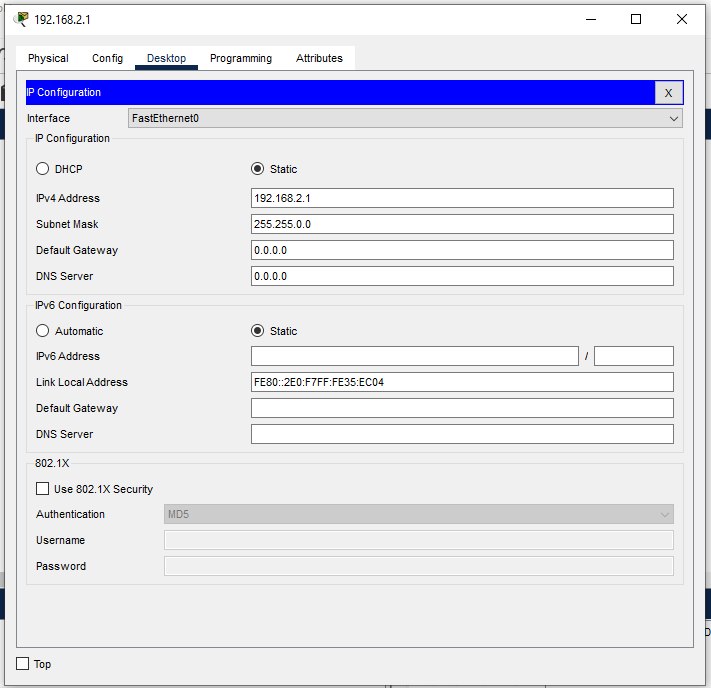 192.168.2.1
Physical Config Desktop Programming Attributes
IP Configuration X
Interface FastEthernet0
IP Configuration
DHCP Static
IPv4 Address 192.168.2.1
Subnet Mask 255.255.0.0
Default Gateway 0.0.0.0
DNS Server 0.0.0.0
IPv6 Configuration
Automatic Static
IPv6 Address /
Link Local Address FE80::2E0:F7FF:FE35:EC04
Default Gateway
DNS Server
802.1X
Use 802.1X Security
Authentication MD5
Username
Password
Top